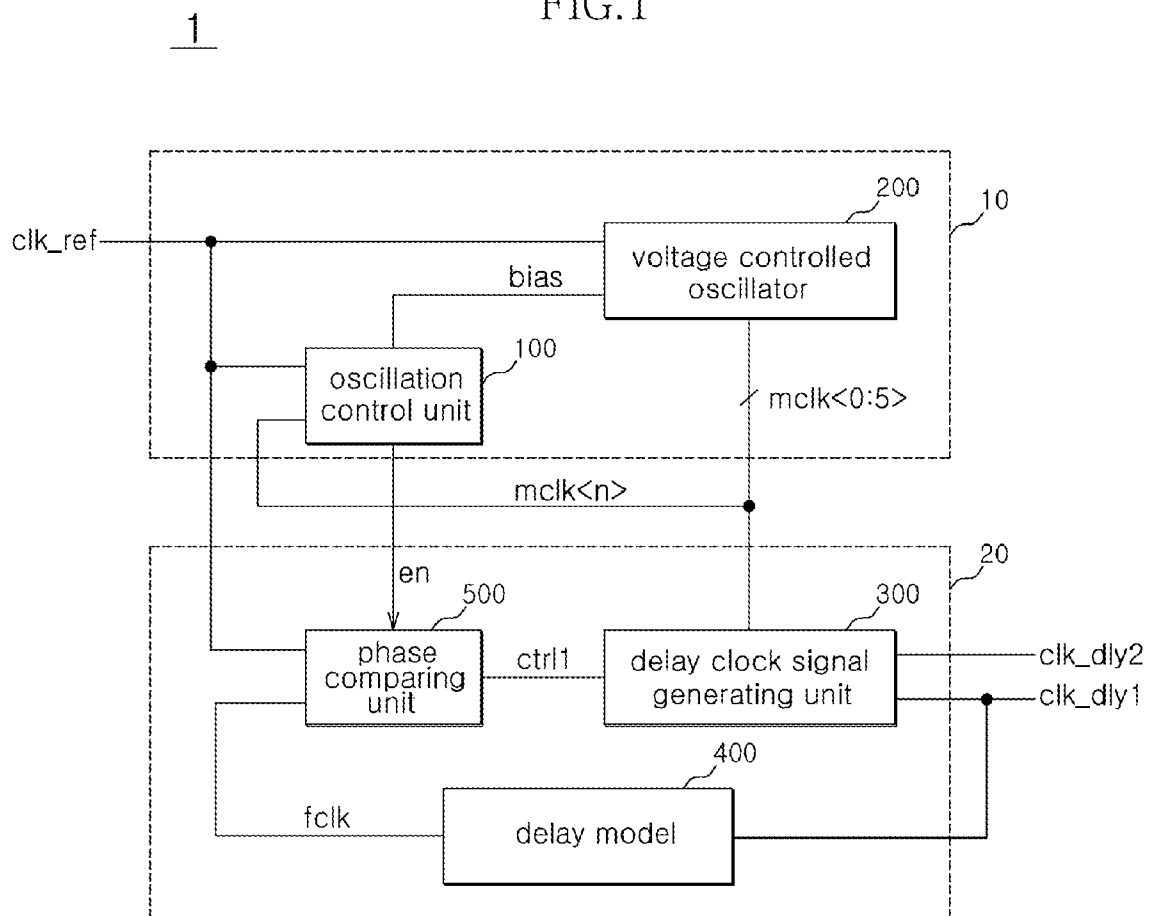 FIG.1
1
200
10
clk_ref
voltage controlled
oscillator
bias
100
oscillation
control unit
mclk<0:5>
mclk<n>
20
en
500
300
phase
comparing
unit
ctrl1
delay clock signal
generating unit
clk_dly2
clk_dly1
400
fclk
delay model